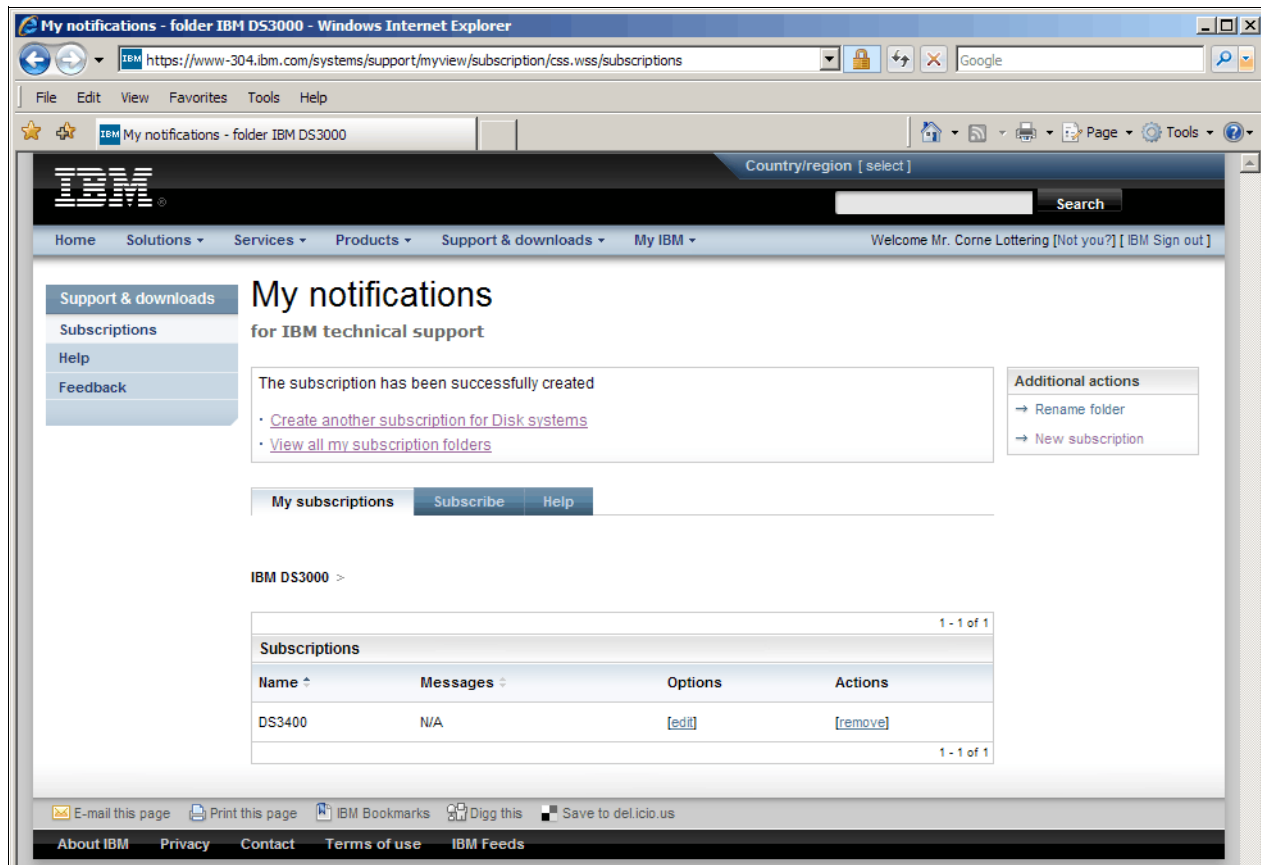 My notifications - folder IBM DS3000 - Windows Internet Explorer
IBM https://www-304.ibm.com/systems/support/myview/subscription/css.wss/subscriptions Google
File Edit View Favorites Tools Help
IBM My notifications - folder IBM DS3000 Page Tools
Country/region [ select ]
IBM ®
Search
Home Solutions Services Products Support & downloads My IBM Welcome Mr. Corne Lottering [Not you?] [ IBM Sign out ]
Support & downloads
Subscriptions
Help
Feedback
My notifications
for IBM technical support
The subscription has been successfully created
· Create another subscription for Disk systems
· View all my subscription folders
Additional actions
→ Rename folder
→ New subscription
My subscriptions Subscribe Help
IBM DS3000 >
1 - 1 of 1
Subscriptions
Name Messages Options Actions
DS3400 N/A [edit] [remove]
1 - 1 of 1
E-mail this page Print this page IBM Bookmarks Digg this Save to del.icio.us
About IBM Privacy Contact Terms of use IBM Feeds